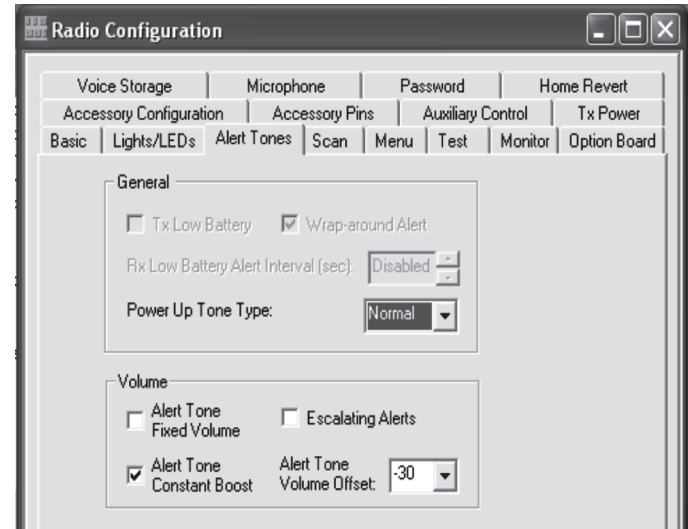 Radio Configuration
Voice Storage Microphone Password Home Revert
Accessory Configuration Accessory Pins Auxiliary Control Tx Power
Basic Lights/LEDs Alert Tones Scan Menu Test Monitor Option Board
General
Tx Low Battery Wrap-around Alert
Rx Low Battery Alert Interval (sec): Disabled
Power Up Tone Type: Normal
Volume
Alert Tone
Fixed Volume
Escalating Alerts
Alert Tone
Constant Boost
Alert Tone
Volume Offset: -30